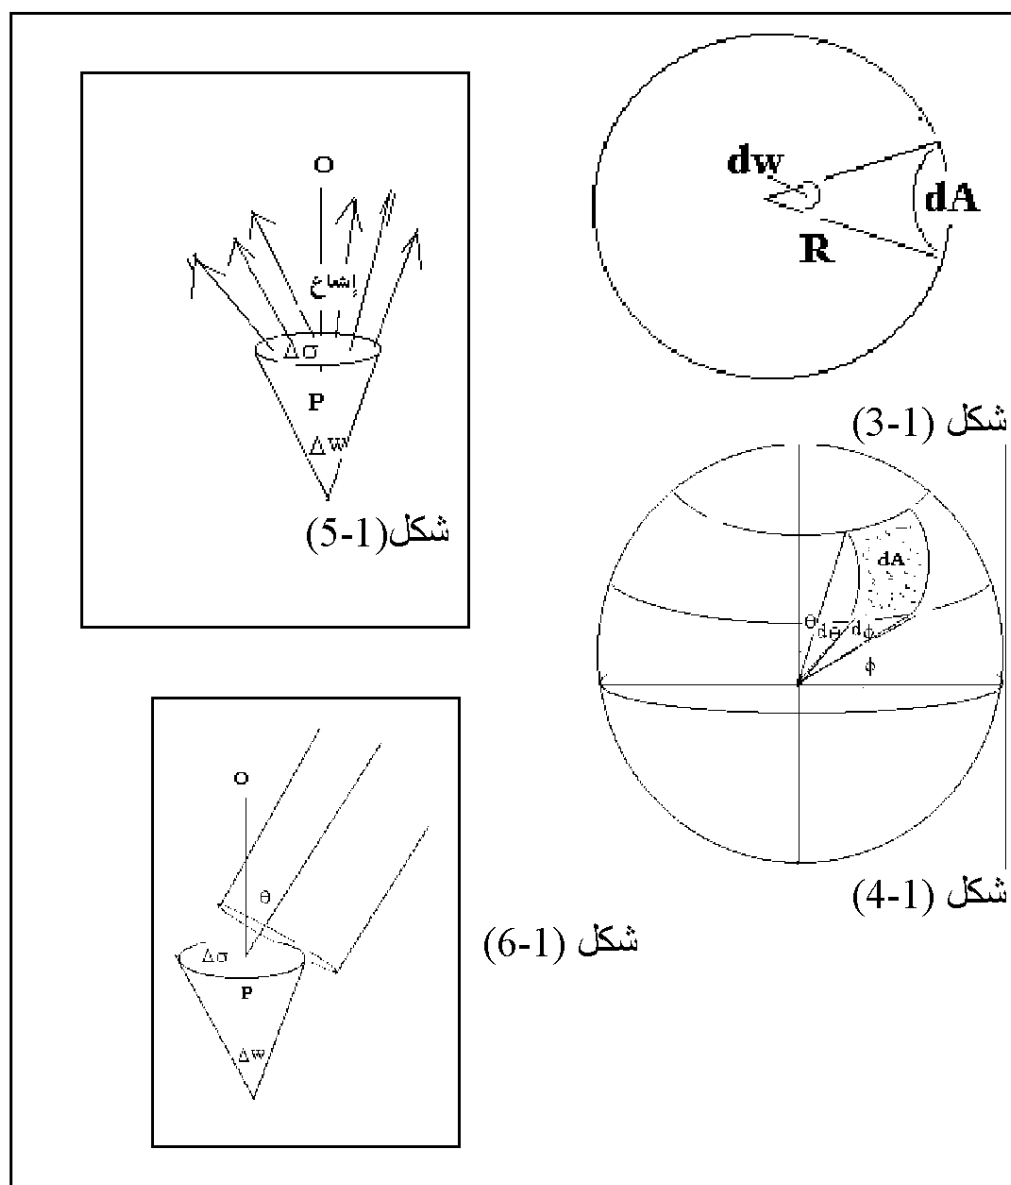 dw
dA
R
شكل (1-3)
O
إشعاع
Δσ
P
Δw
شكل(1-5)
dA
θ
dθ
dφ
φ
شكل (1-4)
O
θ
Δσ
P
Δw
شكل (1-6)